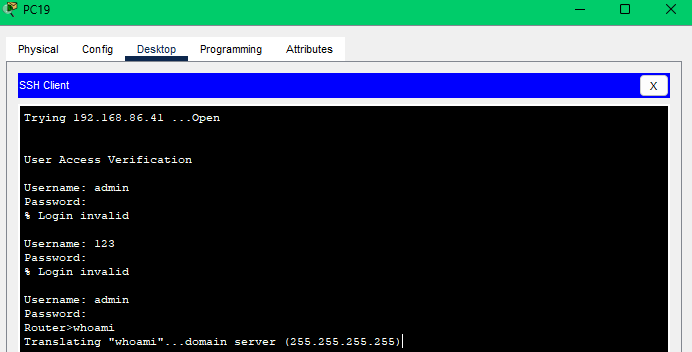 PC19
Physical Config Desktop Programming Attributes
SSH Client
X
Trying 192.168.86.41 ...Open
User Access Verification
Username: admin
Password:
% Login invalid
Username: 123
Password:
% Login invalid
Username: admin
Password:
Router>whoami
Translating "whoami"...domain server (255.255.255.255)